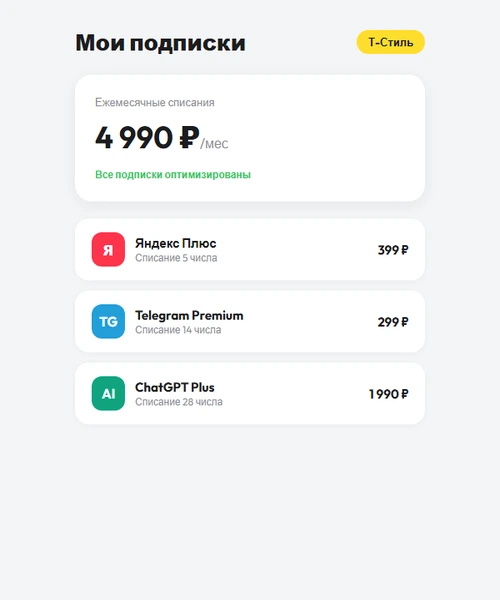 Мои подписки
Т-Стиль
Ежемесячные списания
4 990 ₽/мес
Все подписки оптимизированы
Я
Яндекс Плюс
Списание 5 числа
399 ₽
TG
Telegram Premium
Списание 14 числа
299 ₽
AI
ChatGPT Plus
Списание 28 числа
1 990 ₽